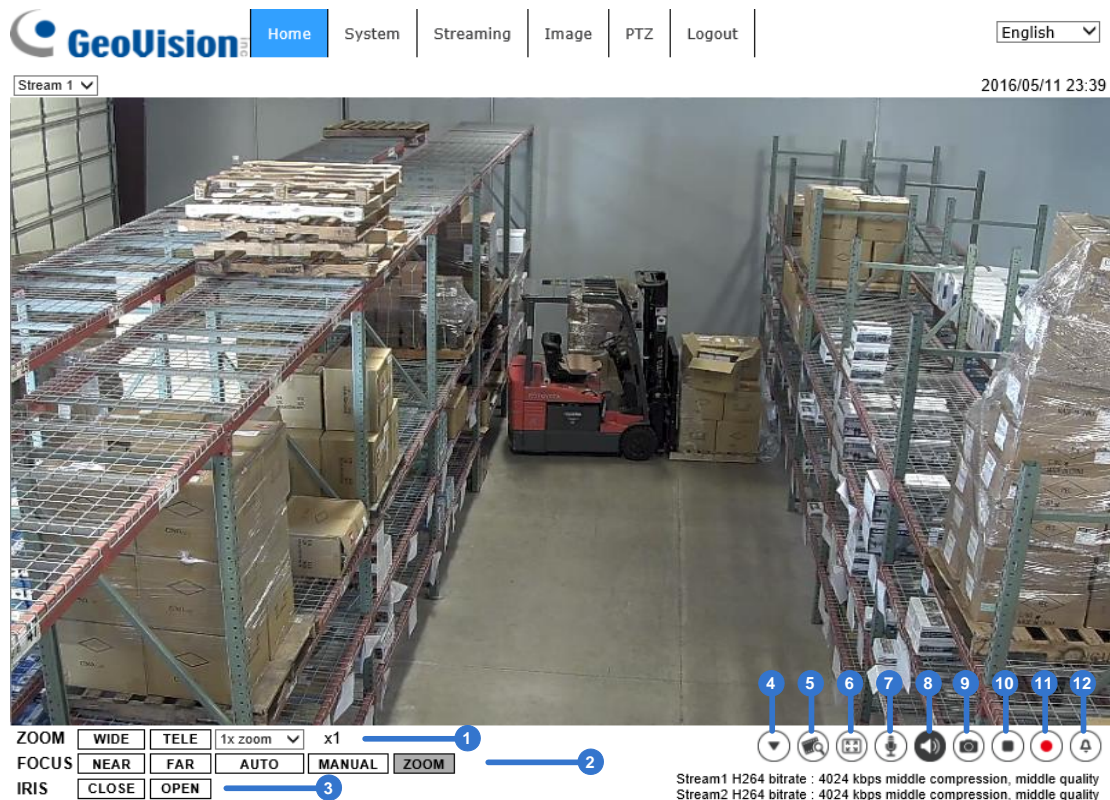 GeoVision inc Home System Streaming Image PTZ Logout English
Stream 1 2016/05/11 23:39
4 5 6 7 8 9 10 11 12
ZOOM WIDE TELE 1x zoom x1 1
FOCUS NEAR FAR AUTO MANUAL ZOOM 2
IRIS CLOSE OPEN 3
Stream1 H264 bitrate : 4024 kbps middle compression, middle quality
Stream2 H264 bitrate : 4024 kbps middle compression, middle quality